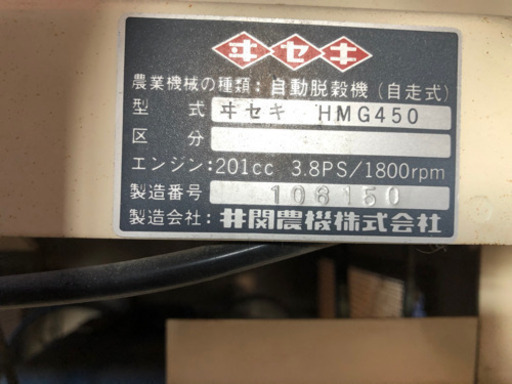 ヰセキ
農業機械の種類：自動脱穀機（自走式）
型式 ヰセキ HMG450
区分
エンジン：201cc 3.8PS/1800rpm
製造番号 106150
製造会社：井関農機株式会社